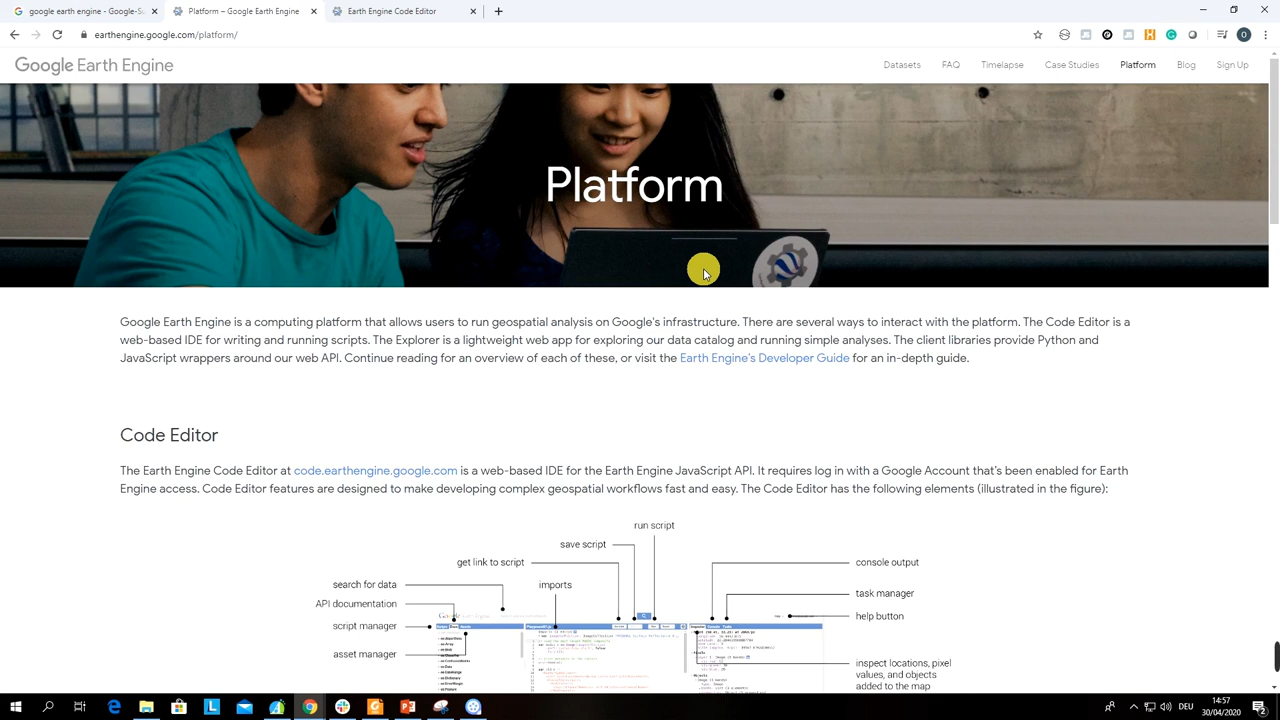 google earth engine - Google-S
Platform – Google Earth Engine
Earth Engine Code Editor
earthengine.google.com/platform/
O
Google Earth Engine
Datasets
FAQ
Timelapse
Case Studies
Platform
Blog
Sign Up
Platform
Google Earth Engine is a computing platform that allows users to run geospatial analysis on Google's infrastructure. There are several ways to interact with the platform. The Code Editor is a
web-based IDE for writing and running scripts. The Explorer is a lightweight web app for exploring our data catalog and running simple analyses. The client libraries provide Python and
JavaScript wrappers around our web API. Continue reading for an overview of each of these, or visit the Earth Engine's Developer Guide for an in-depth guide.
Code Editor
The Earth Engine Code Editor at code.earthengine.google.com is a web-based IDE for the Earth Engine JavaScript API. It requires log in with a Google Account that's been enabled for Earth
Engine access. Code Editor features are designed to make developing complex geospatial workflows fast and easy. The Code Editor has the following elements (illustrated in the figure):
run script
save script
get link to script
console output
search for data
imports
task manager
API documentation
help button
script manager
asset manager
inspect locations, pixel
values, and objects
added to the map
DEU
14:57
30/04/2020